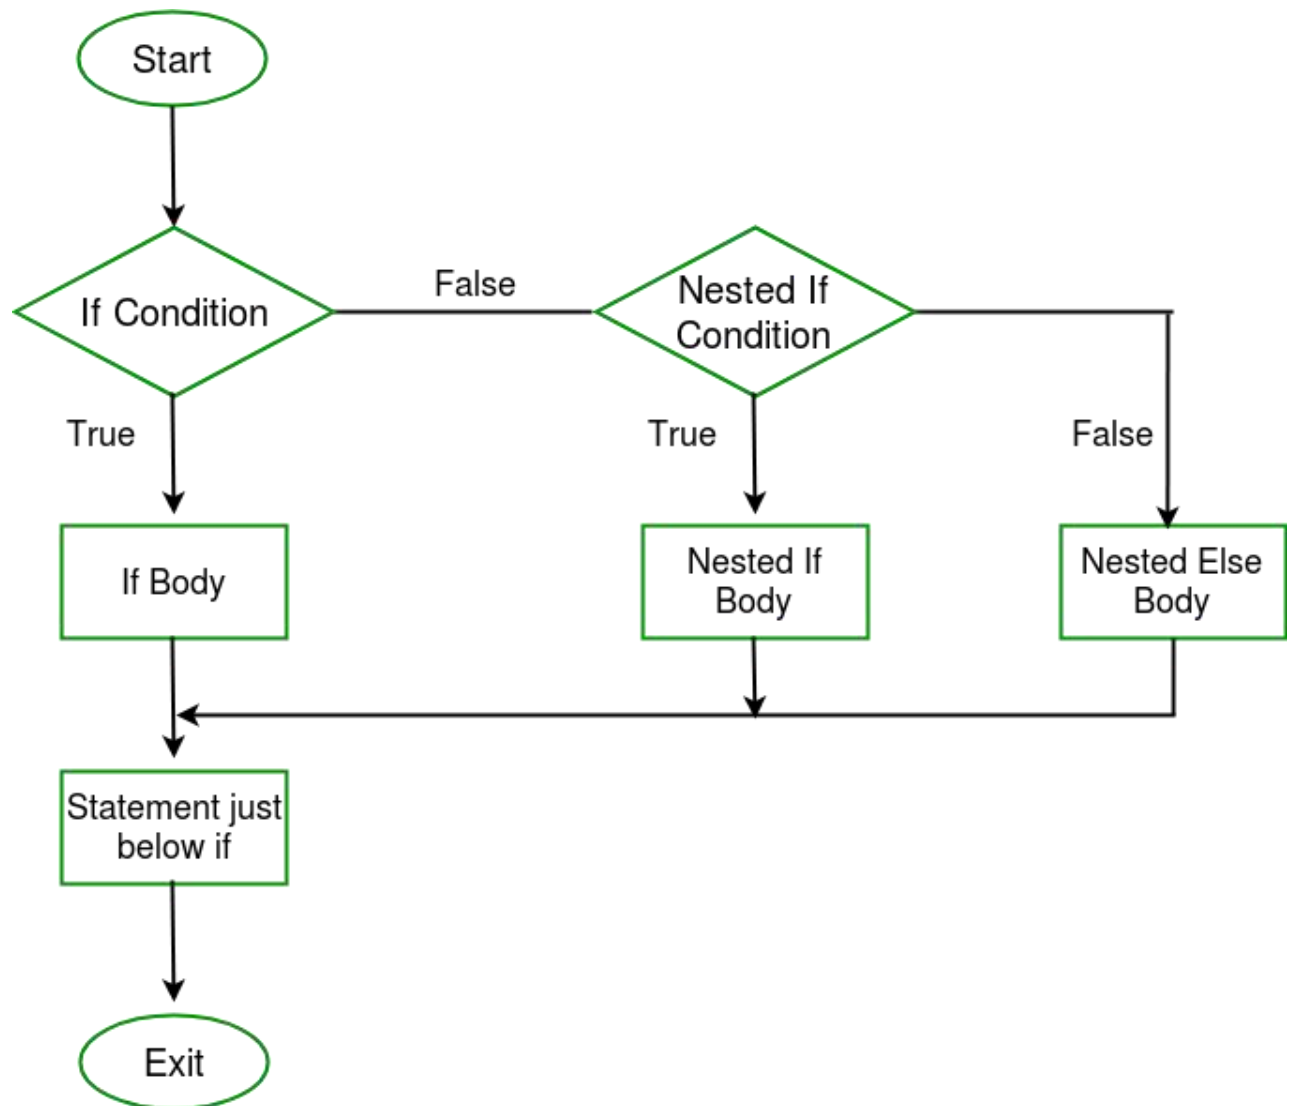 Start
If Condition
False
Nested If
Condition
True
True
False
If Body
Nested If
Body
Nested Else
Body
Statement just
below if
Exit